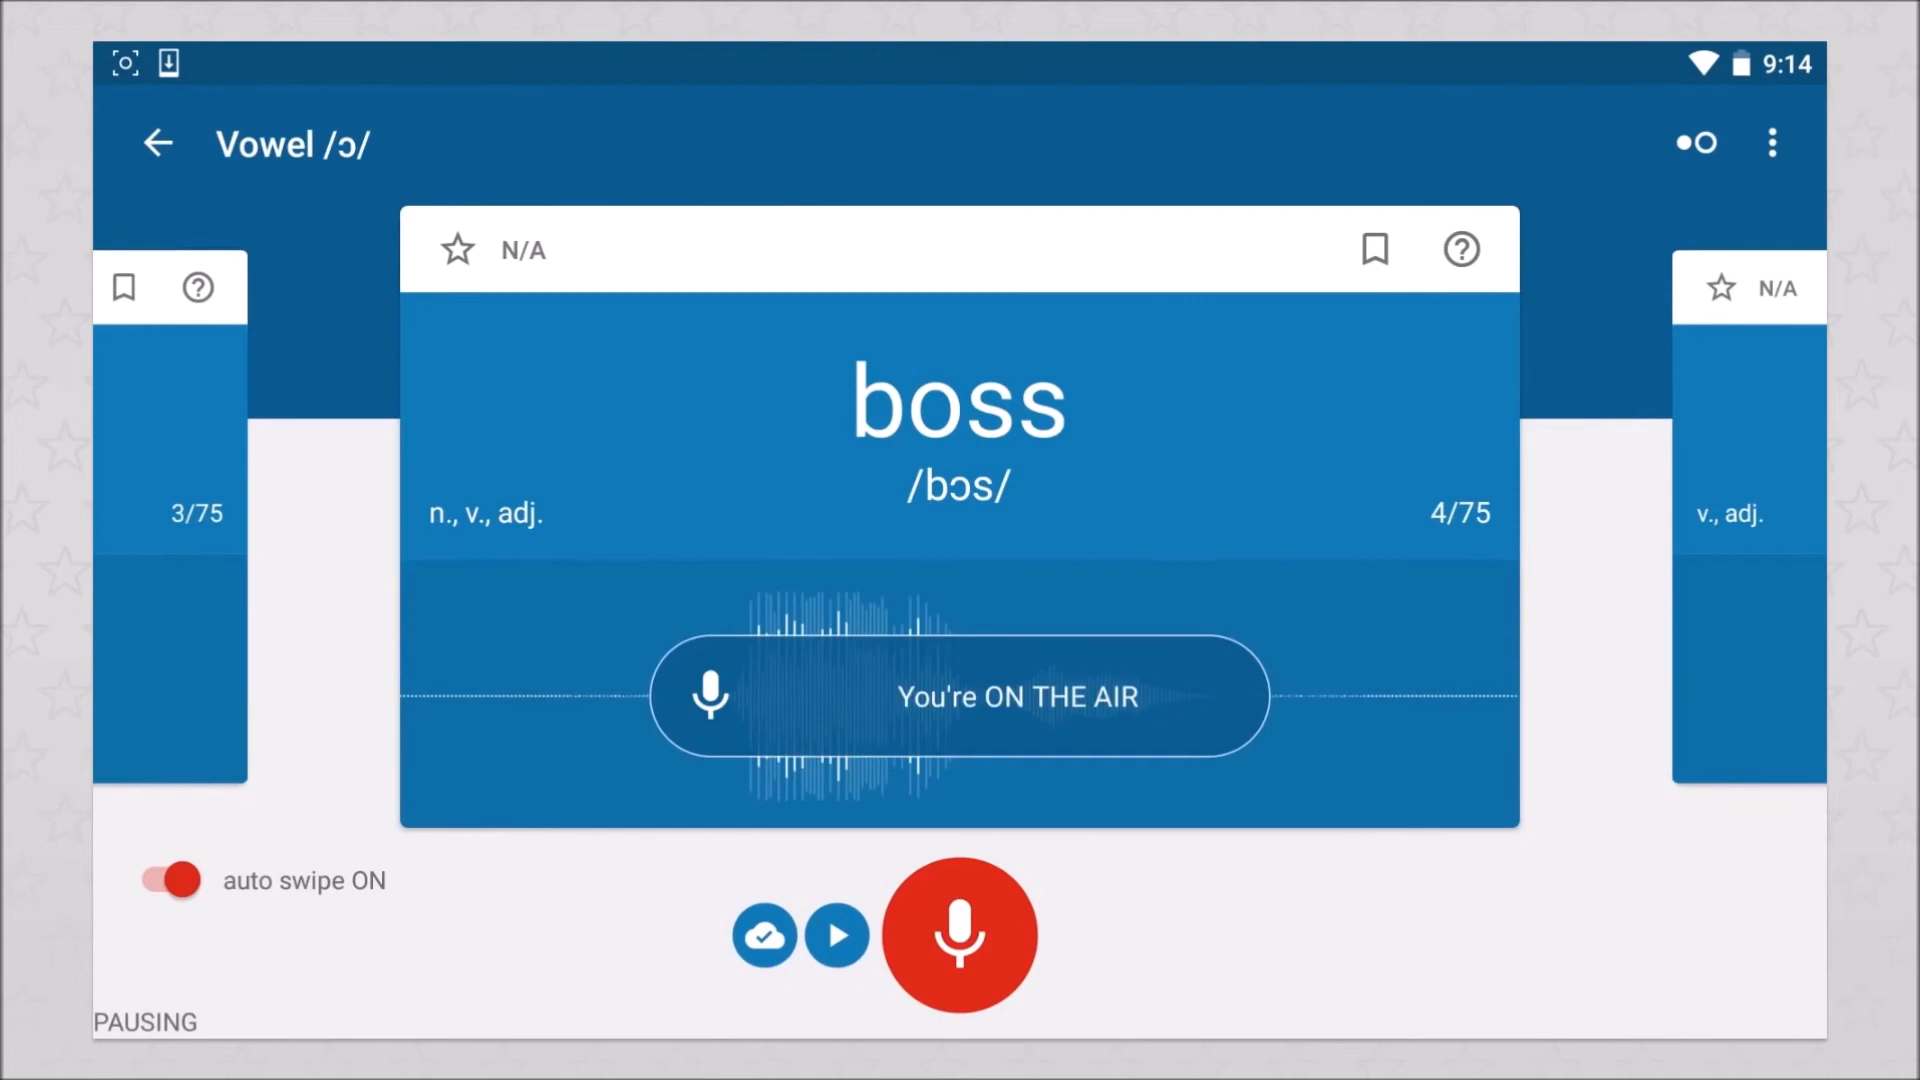 9:14
Vowel /ɔ/
N/A
N/A
boss
/bɔs/
3/75
n., v., adj.
4/75
v., adj.
You're ON THE AIR
auto swipe ON
PAUSING